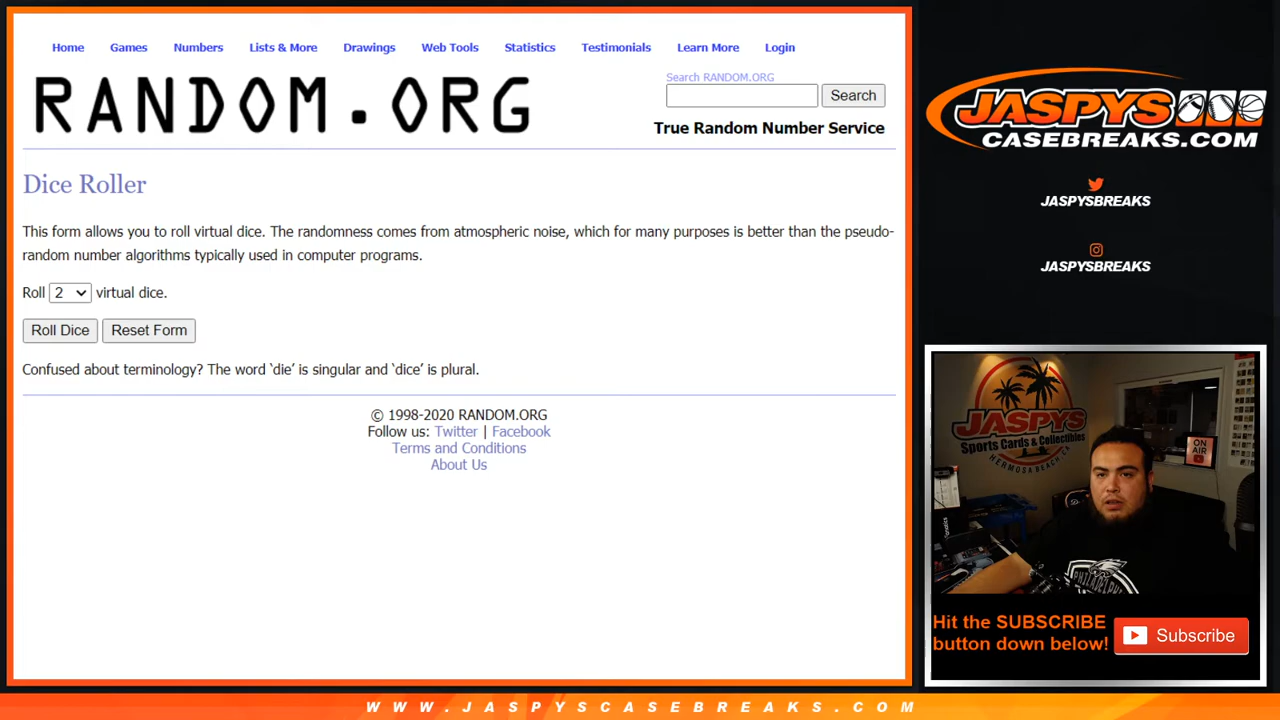 Home Games Numbers Lists & More Drawings Web Tools Statistics Testimonials Learn More Login
RANDOM.ORG
Search RANDOM.ORG
Search
True Random Number Service
Dice Roller
This form allows you to roll virtual dice. The randomness comes from atmospheric noise, which for many purposes is better than the pseudo-
random number algorithms typically used in computer programs.
Roll 2 virtual dice.
Roll Dice Reset Form
Confused about terminology? The word ‘die’ is singular and ‘dice’ is plural.
© 1998-2020 RANDOM.ORG
Follow us: Twitter | Facebook
Terms and Conditions
About Us
JASPYS
CASEBREAKS.COM
JASPYSBREAKS
JASPYSBREAKS
JASPYS
Sports Cards & Collectibles
HERMOSA BEACH, CA
ON
AIR
Fanatics
PHILADELPHIA
Hit the SUBSCRIBE
button down below!
Subscribe
WWW.JASPYSCASEBREAKS.COM